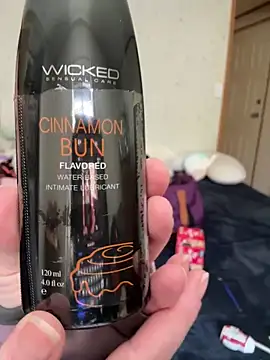 WICKED
SENSUAL CARE
CINNAMON
BUN
FLAVORED
WATER BASED
INTIMATE LUBRICANT
120 ml
4.0 fl oz
e